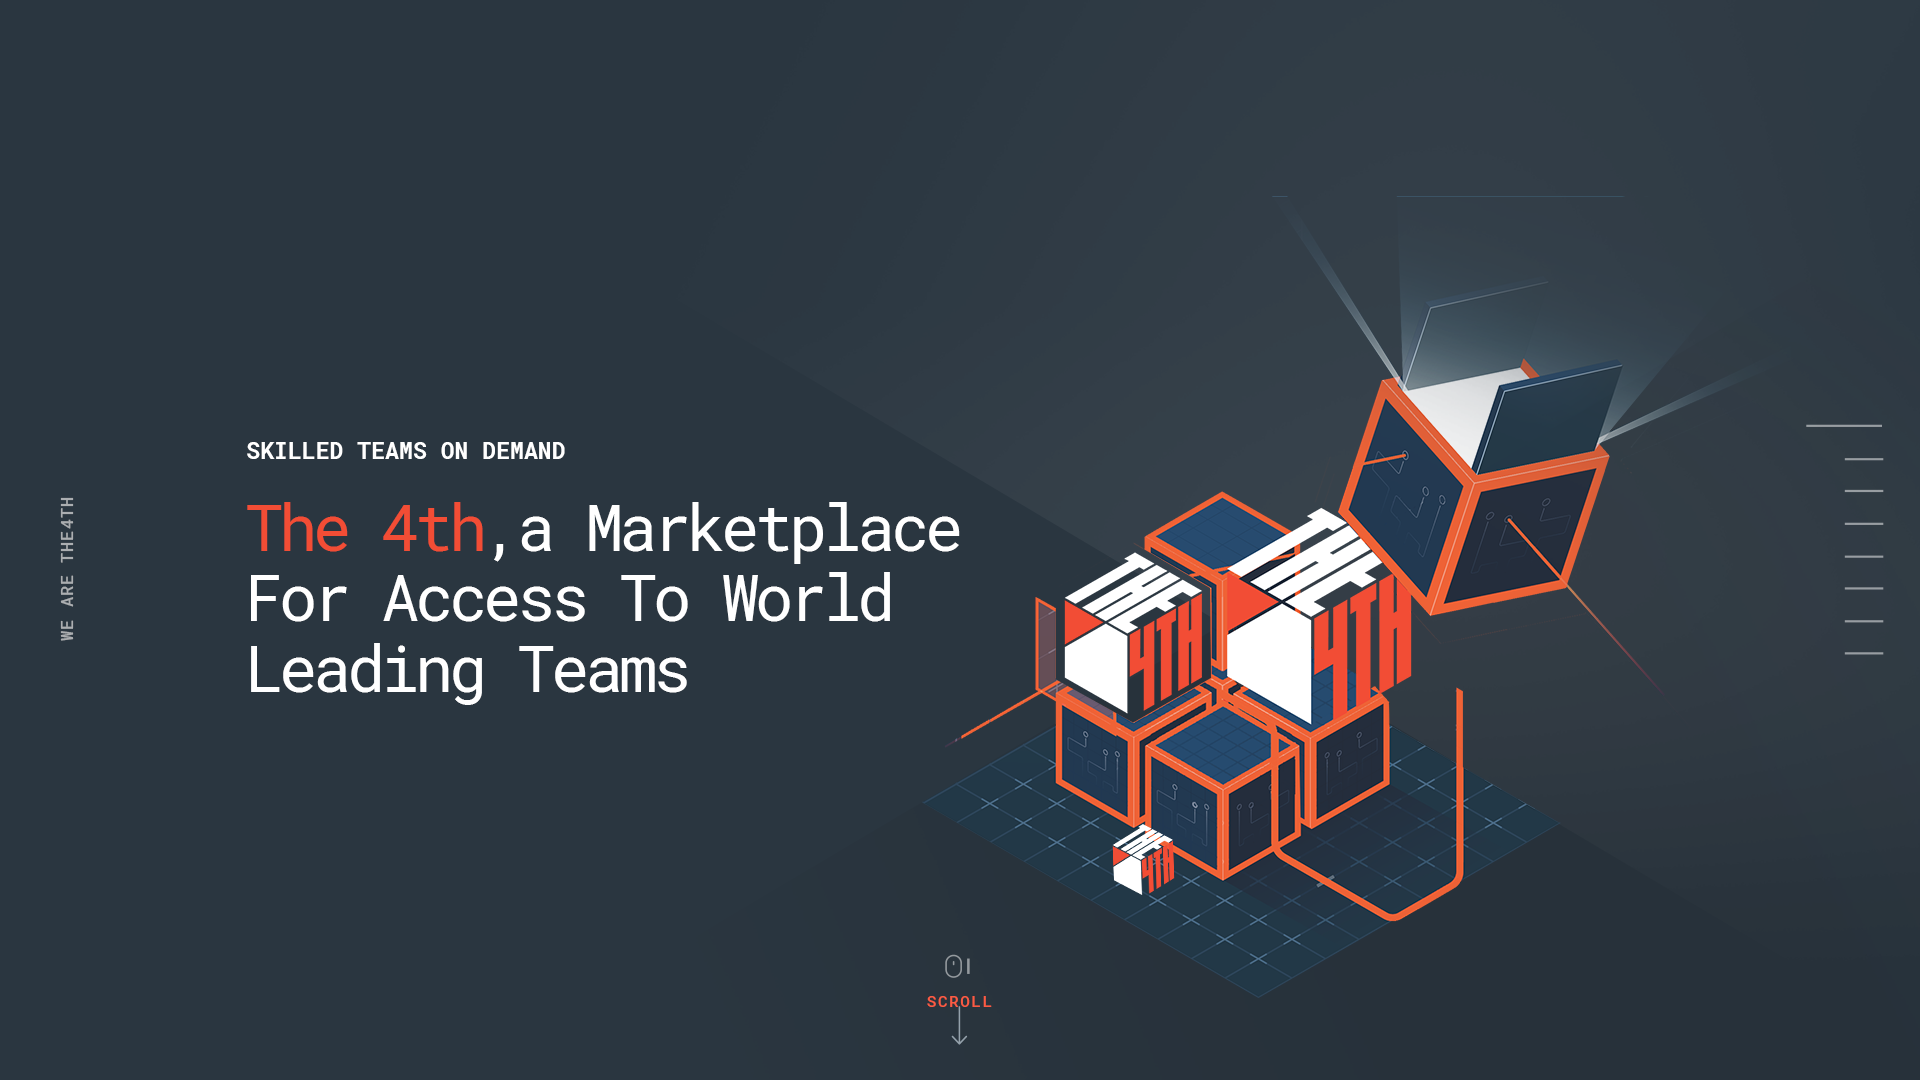 SKILLED TEAMS ON DEMAND
The 4th,a Marketplace
For Access To World
Leading Teams
WE ARE THE4TH
THE
4TH
THE
4TH
THE
4TH
SCROLL